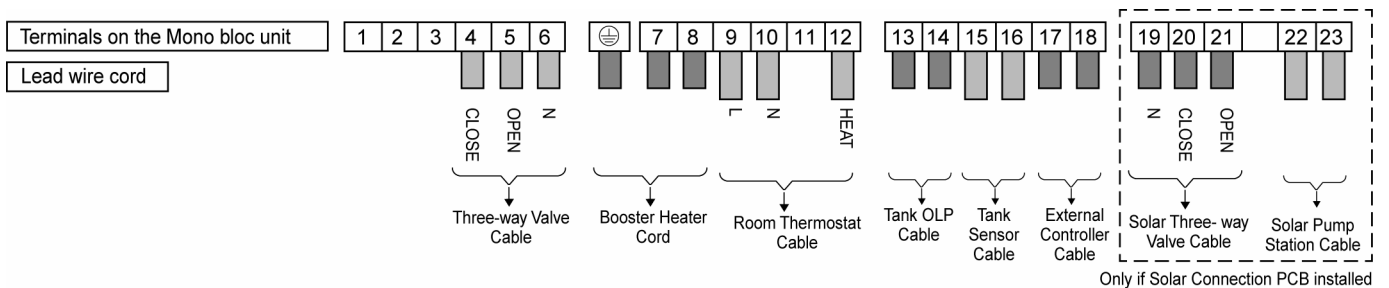 Terminals on the Mono bloc unit
1 2 3 4 5 6 7 8 9 10 11 12 13 14 15 16 17 18 19 20 21 22 23
Lead wire cord
CLOSE OPEN N L N HEAT N CLOSE OPEN
Three-way Valve
Cable
Booster Heater
Cord
Room Thermostat
Cable
Tank OLP
Cable
Tank
Sensor
Cable
External
Controller
Cable
Solar Three- way
Valve Cable
Solar Pump
Station Cable
Only if Solar Connection PCB installed